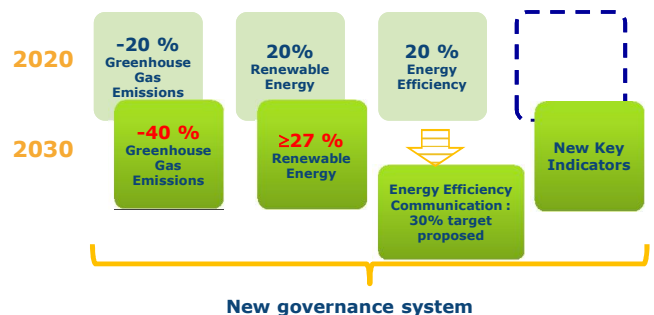 2020
-20 %
Greenhouse
Gas
Emissions
20%
Renewable
Energy
20 %
Energy
Efficiency
2030
-40 %
Greenhouse
Gas
Emissions
≥27 %
Renewable
Energy
Energy Efficiency
Communication :
30% target
proposed
New Key
Indicators
New governance system